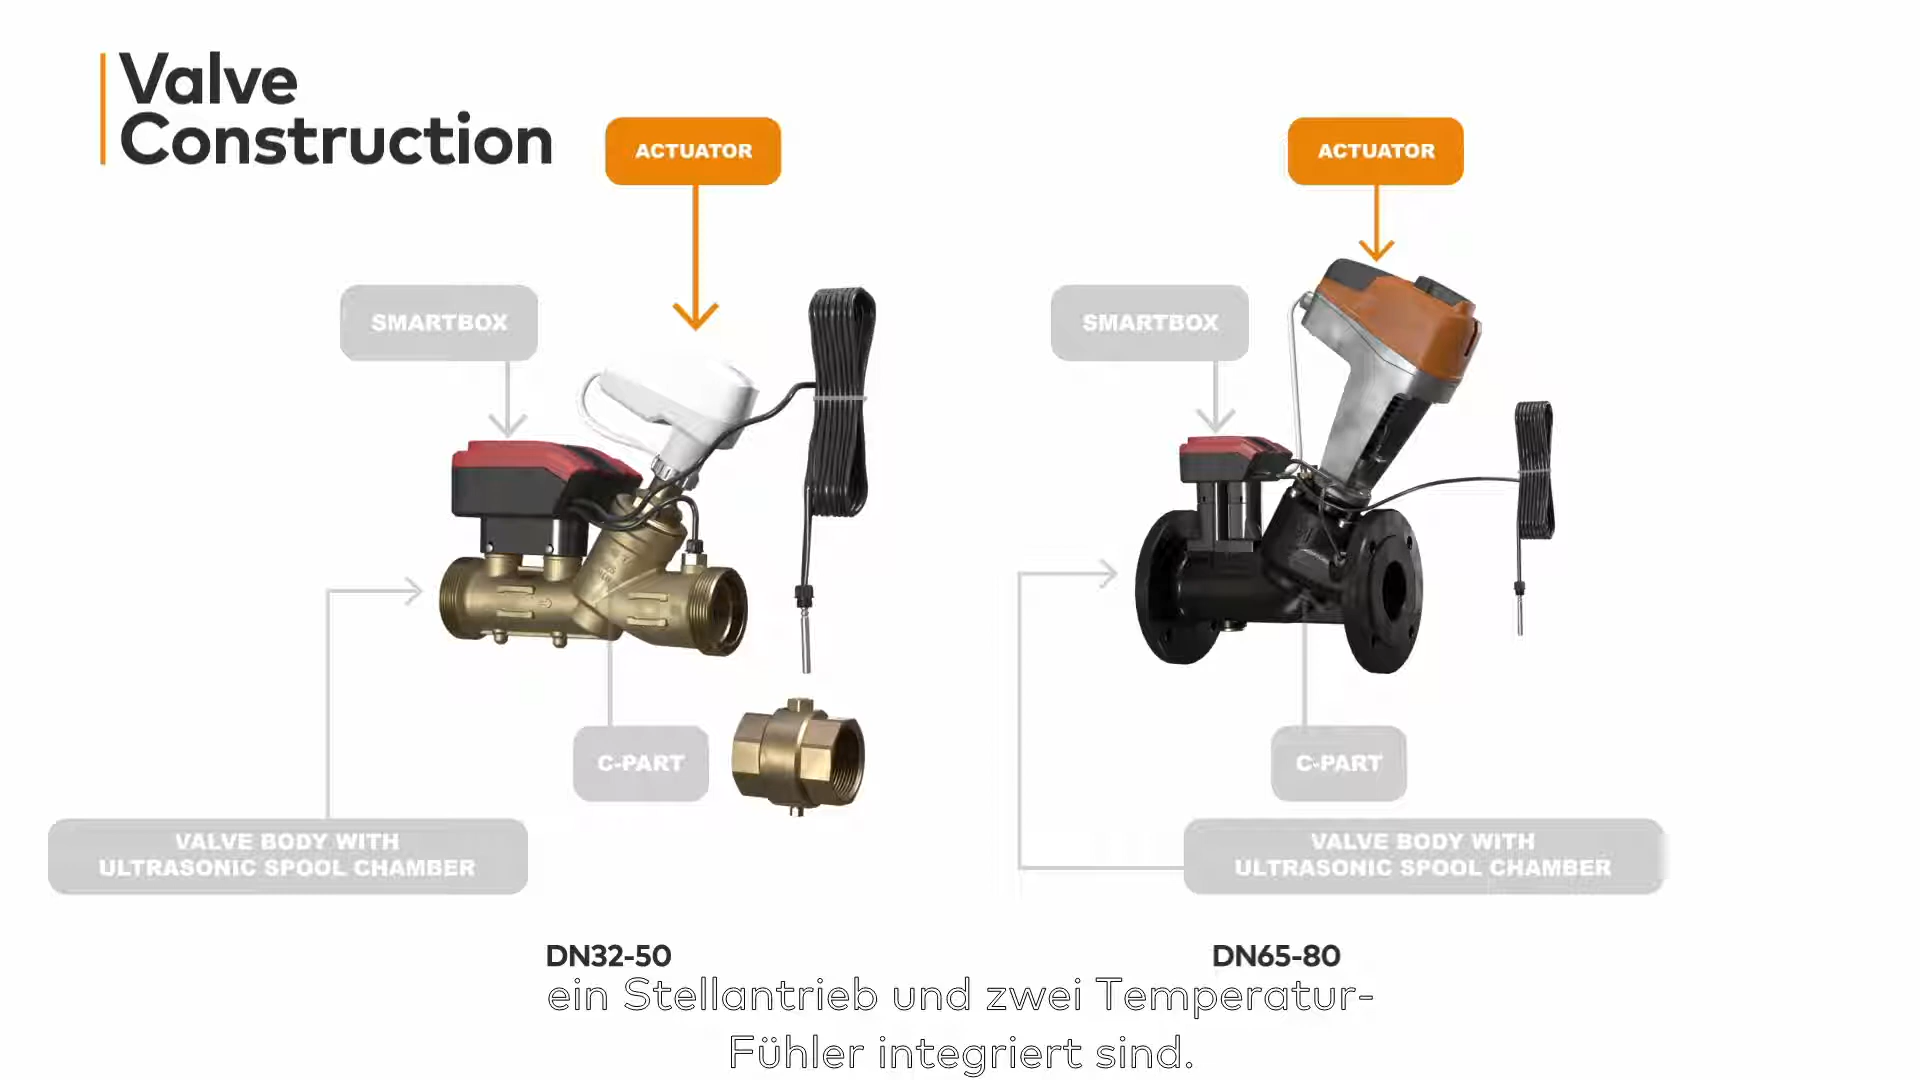 Valve
Construction
ACTUATOR
ACTUATOR
SMARTBOX
SMARTBOX
C-PART
C-PART
VALVE BODY WITH
ULTRASONIC SPOOL CHAMBER
VALVE BODY WITH
ULTRASONIC SPOOL CHAMBER
DN32-50
DN65-80
ein Stellantrieb und zwei Temperatur-
Fühler integriert sind.